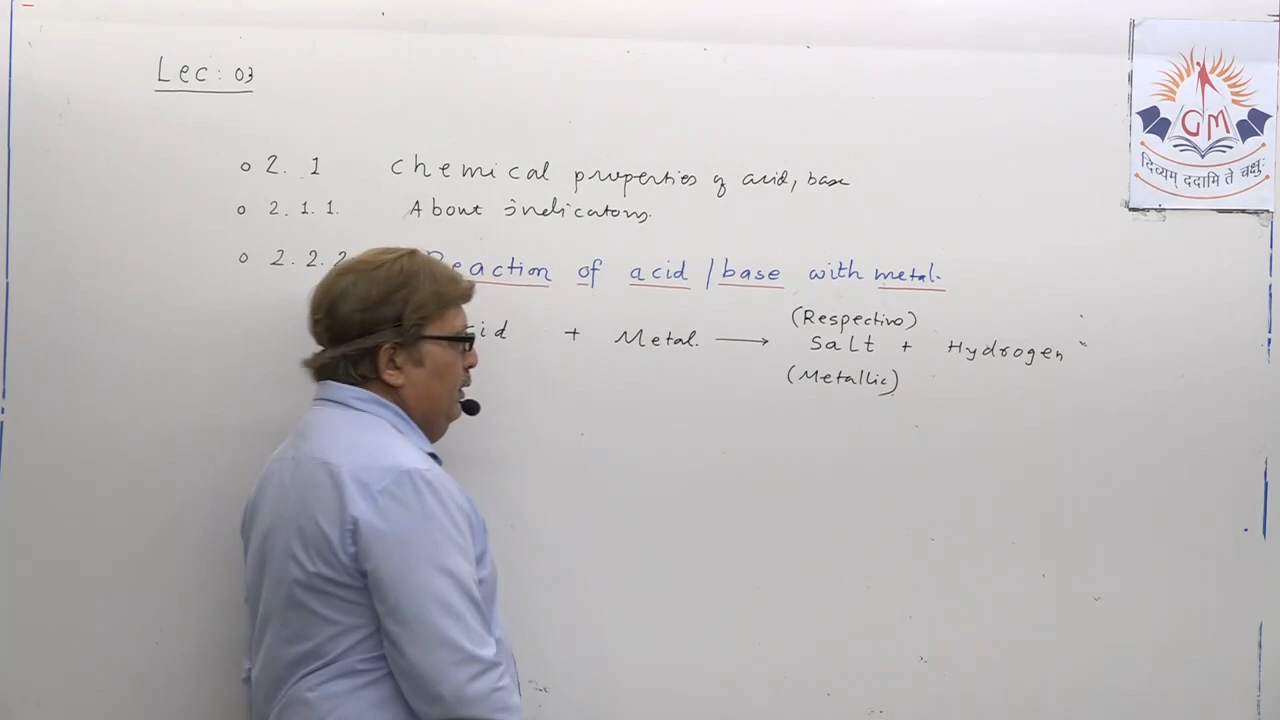 Lec: 03
GM
दिव्यम् ददामि ते चक्षुः
2. 1 Chemical properties of acid, base
2. 1. 1. About indicators.
2. 2. 2 Reaction of acid / base with metal.
(Respective)
+ Metal. ⟶ Salt + Hydrogen
(Metallic)